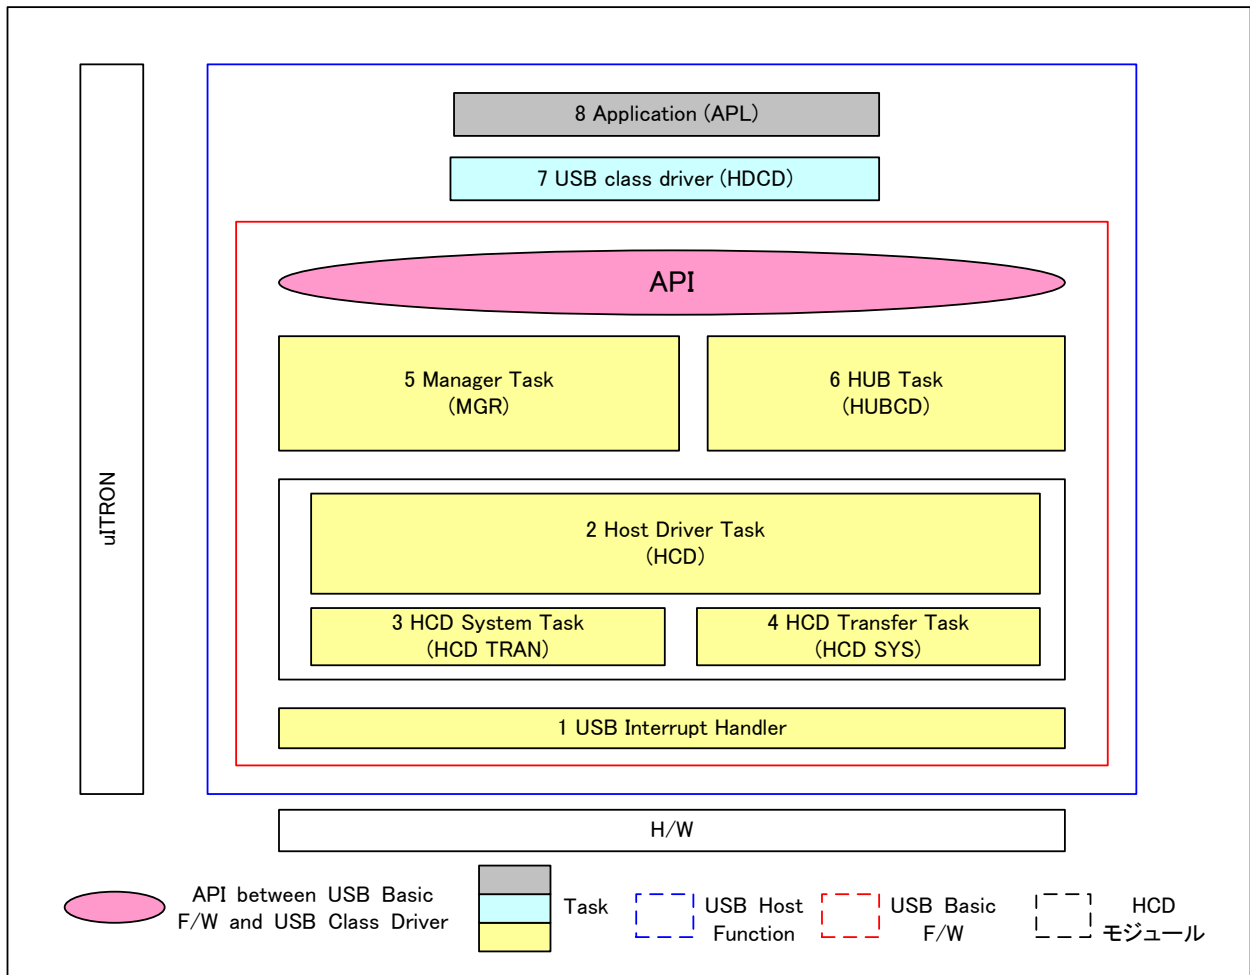 8 Application (APL)
7 USB class driver (HDCD)
API
5 Manager Task
(MGR)
6 HUB Task
(HUBCD)
uITRON
2 Host Driver Task
(HCD)
3 HCD System Task
(HCD TRAN)
4 HCD Transfer Task
(HCD SYS)
1 USB Interrupt Handler
H/W
API between USB Basic
F/W and USB Class Driver
Task
USB Host
Function
USB Basic
F/W
HCD
モジュール